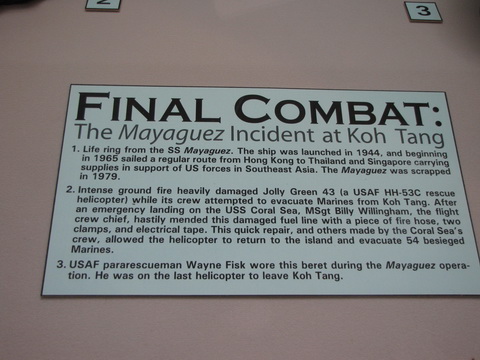 2
3
FINAL COMBAT:
The Mayaguez Incident at Koh Tang
1. Life ring from the SS Mayaguez. The ship was launched in 1944, and beginning
in 1965 sailed a regular route from Hong Kong to Thailand and Singapore carrying
supplies in support of US forces in Southeast Asia. The Mayaguez was scrapped
in 1979.
2. Intense ground fire heavily damaged Jolly Green 43 (a USAF HH-53C rescue
helicopter) while its crew attempted to evacuate Marines from Koh Tang. After
an emergency landing on the USS Coral Sea, MSgt Billy Willingham, the flight
crew chief, hastily mended this damaged fuel line with a piece of fire hose, two
clamps, and electrical tape. This quick repair, and others made by the Coral Sea's
crew, allowed the helicopter to return to the island and evacuate 54 besieged
Marines.
3. USAF pararescueman Wayne Fisk wore this beret during the Mayaguez opera-
tion. He was on the last helicopter to leave Koh Tang.